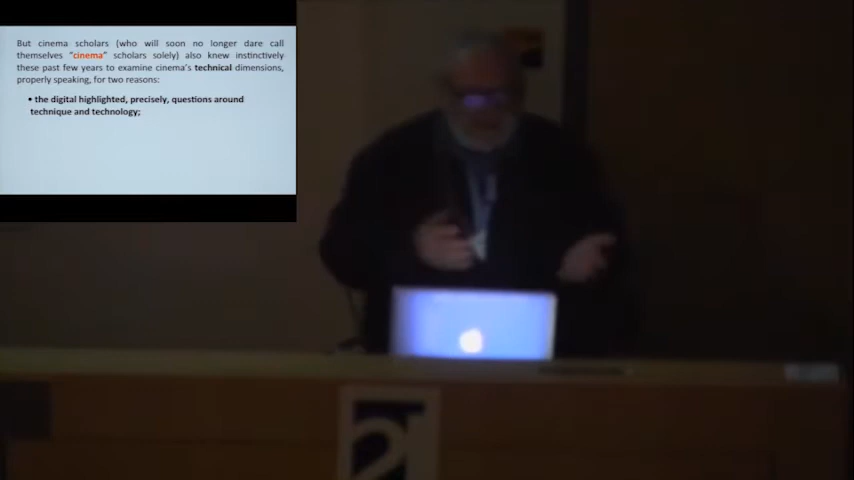 But cinema scholars (who will soon no longer dare call
themselves "cinema" scholars solely) also knew instinctively
these past few years to examine cinema's technical dimensions,
properly speaking, for two reasons:
• the digital highlighted, precisely, questions around
technique and technology;